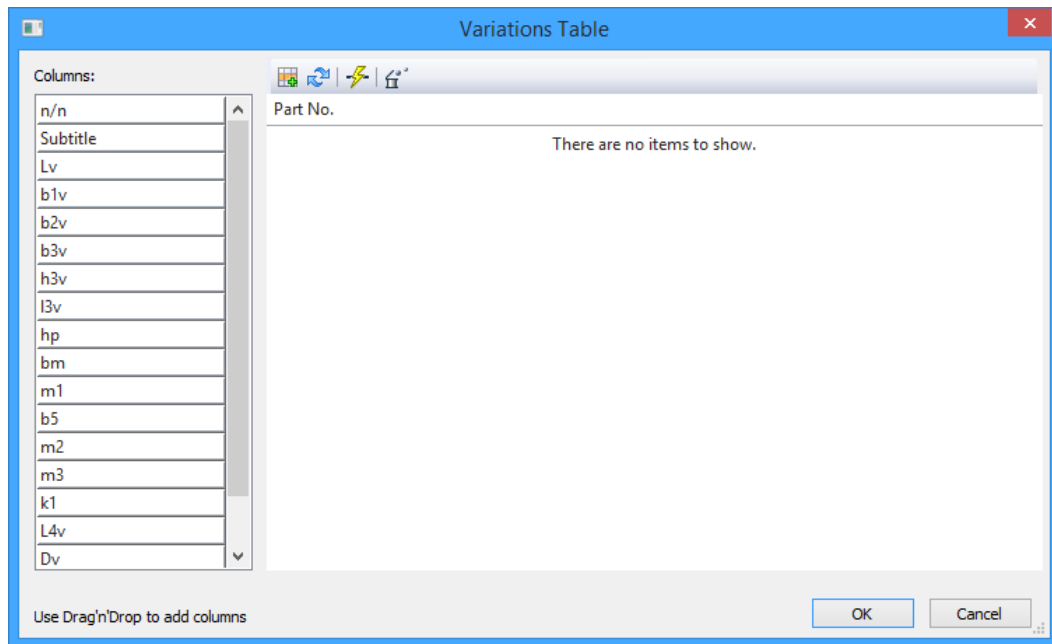 Variations Table
Columns:
n/n
Subtitle
Lv
b1v
b2v
b3v
h3v
l3v
hp
bm
m1
b5
m2
m3
k1
L4v
Dv
Part No.
There are no items to show.
Use Drag'n'Drop to add columns
OK
Cancel